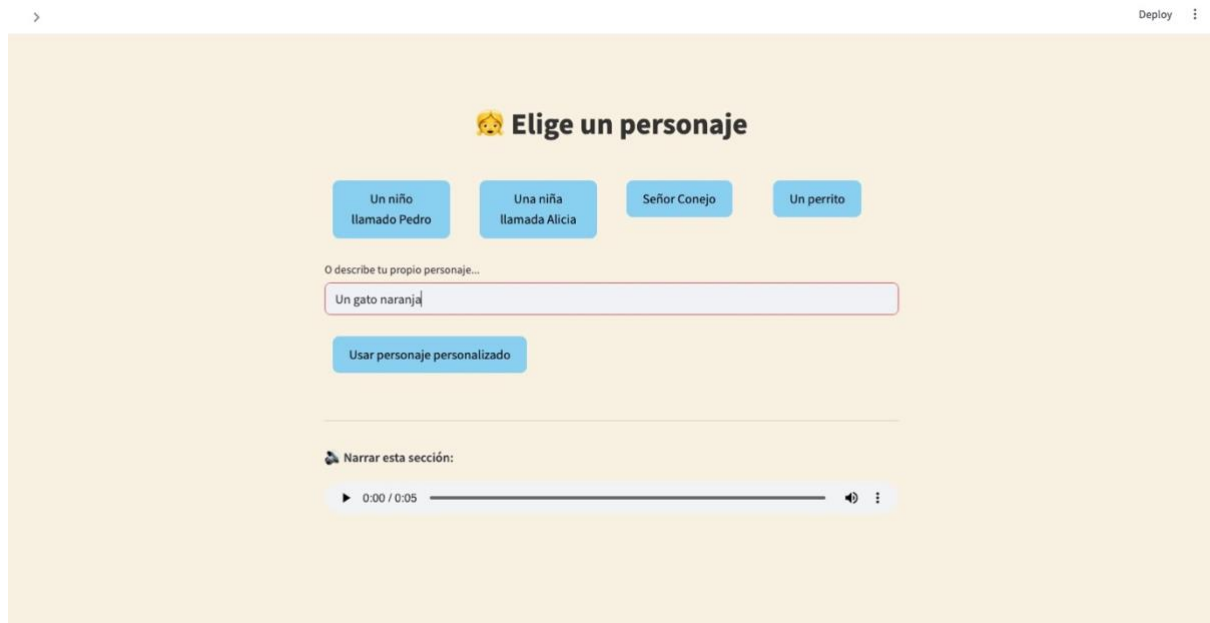 Deploy
Elige un personaje
Un niño
llamado Pedro
Una niña
llamada Alicia
Señor Conejo
Un perrito
O describe tu propio personaje...
Un gato naranja
Usar personaje personalizado
Narrar esta sección:
0:00 / 0:05